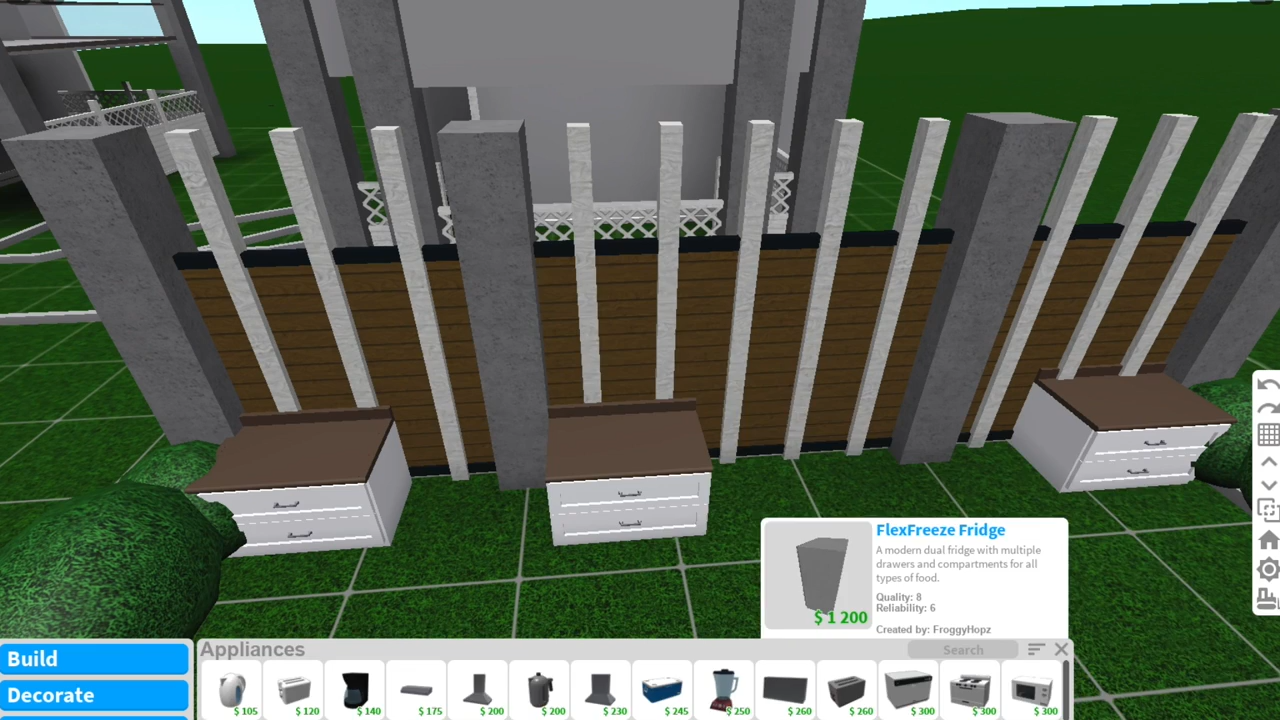 FlexFreeze Fridge
A modern dual fridge with multiple
drawers and compartments for all
types of food.
Quality: 8
Reliability: 6
$ 1 200
Created by: FroggyHopz
Build
Decorate
Appliances
Search
$ 105
$ 120
$ 140
$ 175
$ 200
$ 200
$ 230
$ 245
$ 250
$ 260
$ 260
$ 300
$ 300
$ 300